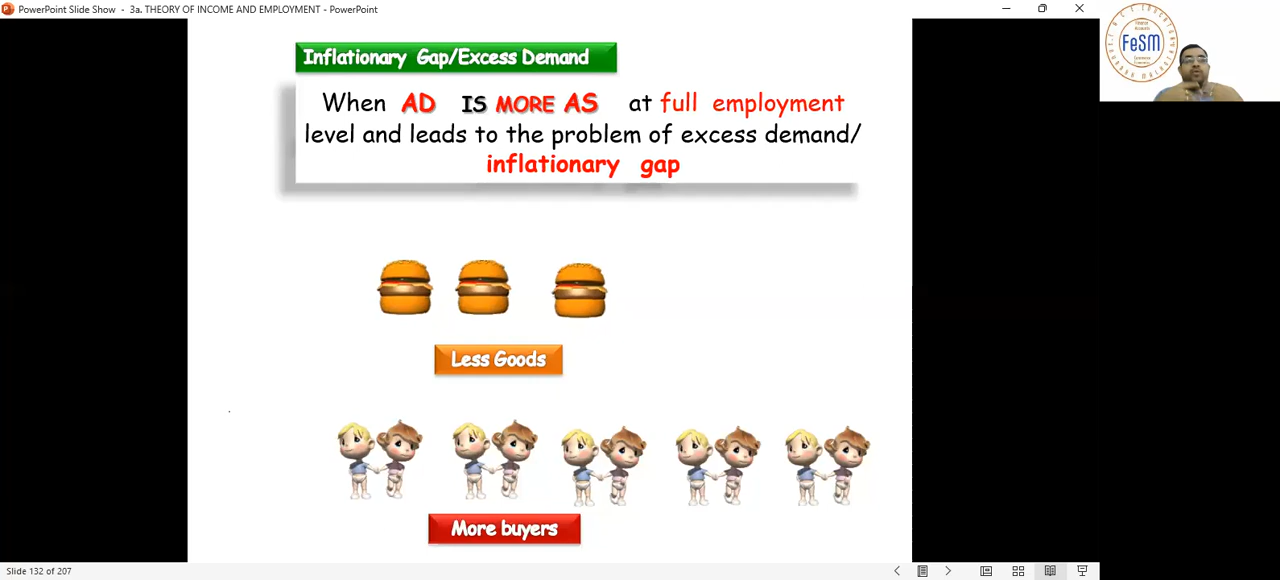 PowerPoint Slide Show - 3a. THEORY OF INCOME AND EMPLOYMENT - PowerPoint
FeSM
Inflationary Gap/Excess Demand
When AD IS MORE AS at full employment
level and leads to the problem of excess demand/
inflationary gap
Less Goods
More buyers
Slide 132 of 207